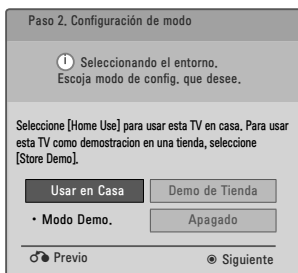 Paso 2. Configuración de modo
Seleccionando el entorno.
Escoja modo de config. que desee.
Seleccione [Home Use] para usar esta TV en casa. Para usar
esta TV como demostracion en una tienda, seleccione
[Store Demo].
Usar en Casa Demo de Tienda
• Modo Demo. Apagado
Previo Siguiente